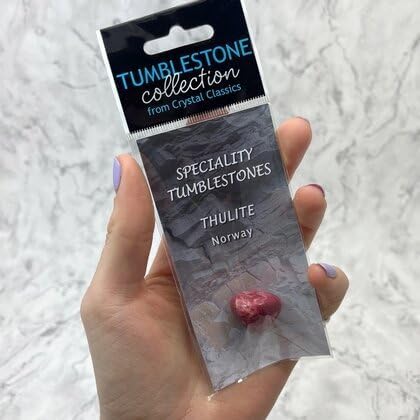 TUMBLESTONE
collection
from Crystal Classics
SPECIALITY
TUMBLESTONES
THULITE
Norway